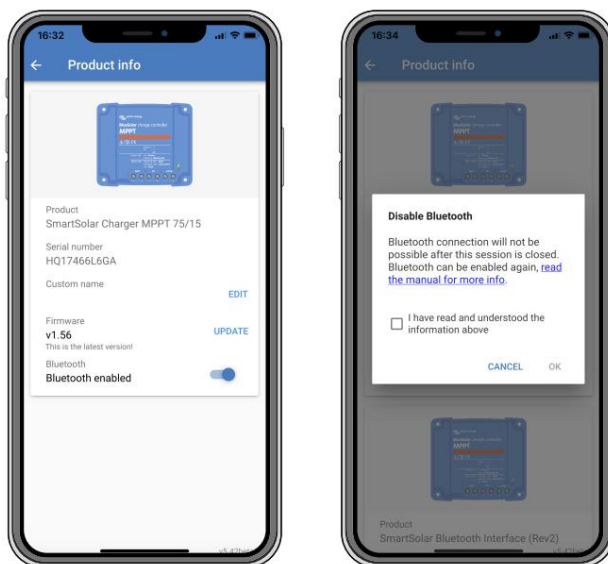 16:32
Product info
MPPT
Product
SmartSolar Charger MPPT 75/15
Serial number
HQ17466L6GA
Custom name
EDIT
Firmware
v1.56
UPDATE
This is the latest version!
Bluetooth
Bluetooth enabled
16:34
Product info
MPPT
Disable Bluetooth
Bluetooth connection will not be
possible after this session is closed.
Bluetooth can be enabled again, read
the manual for more info.
I have read and understood the
information above
CANCEL
OK
MPPT
Product
SmartSolar Bluetooth Interface (Rev2)